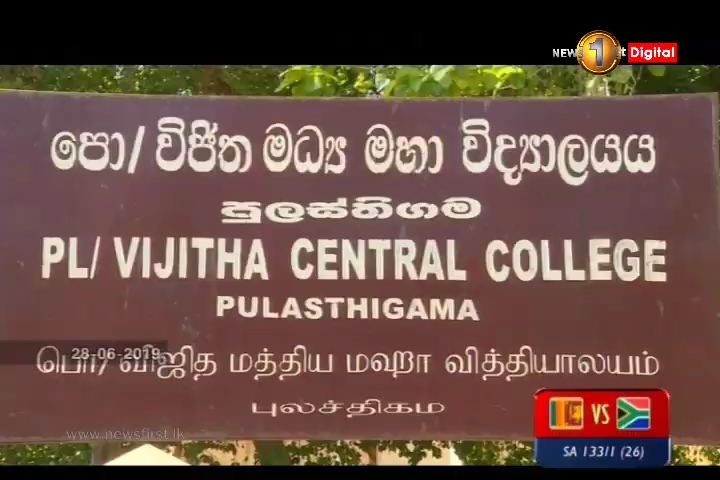 NEWS 1st Digital
පො/ විජිත මධ්‍ය මහා විද්‍යාලයය
පුලස්තිගම
PL/ VIJITHA CENTRAL COLLEGE
PULASTHIGAMA
28-06-2019
பொ/ விஜித மத்திய மஹா வித்தியாலயம்
புலச்திகம
VS
www.newsfirst.lk
SA 133/1 (26)